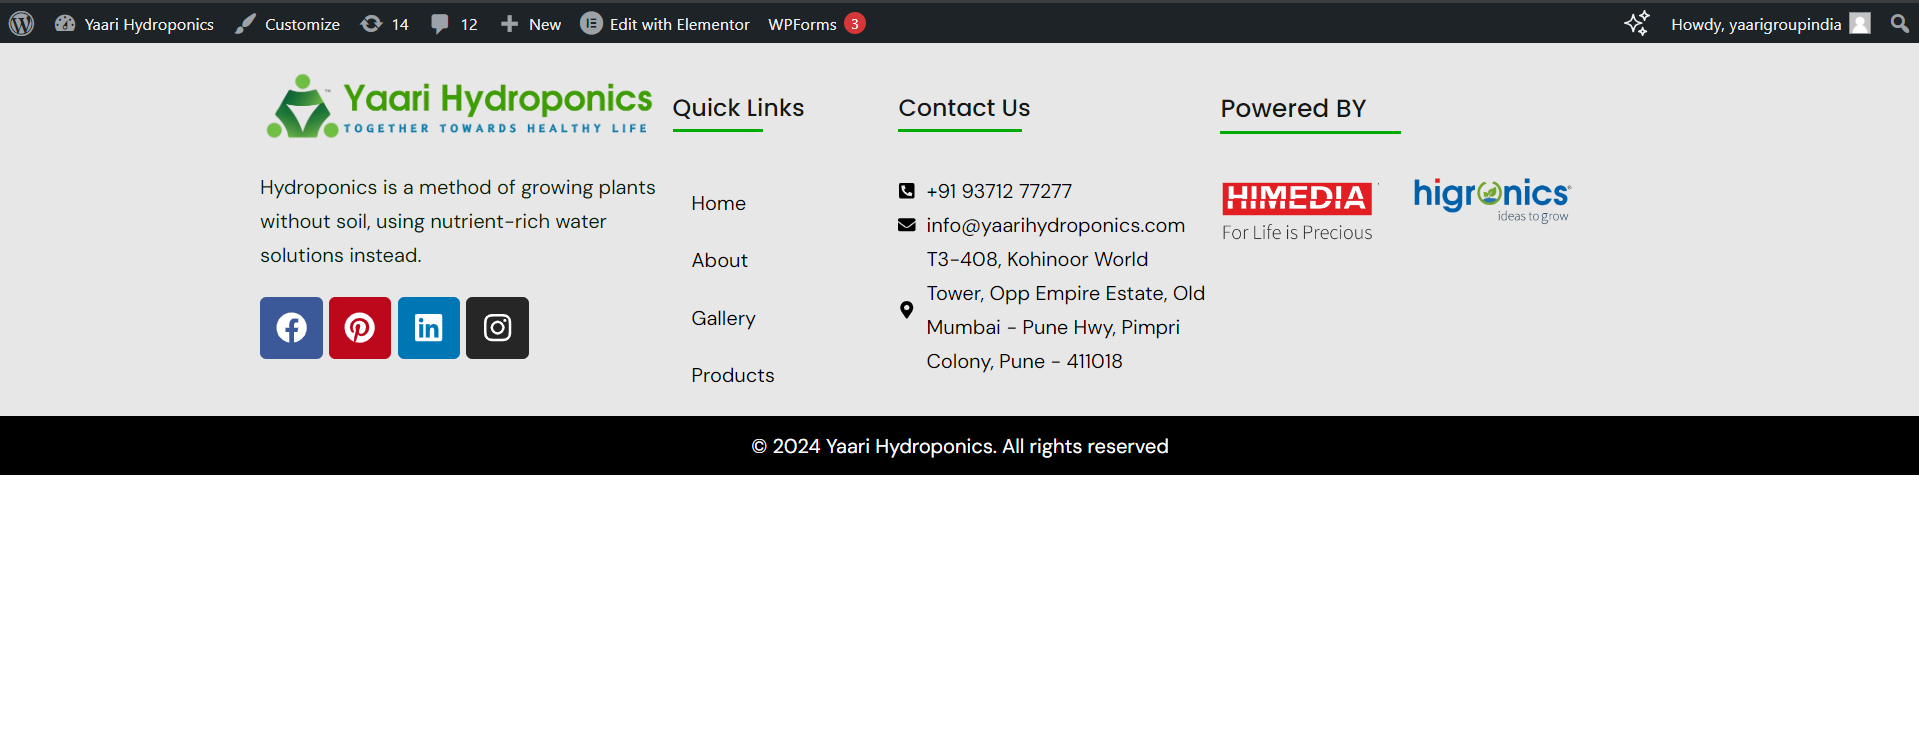 Yaari Hydroponics Customize 14 12 New Edit with Elementor WPForms 3 Howdy, yaarigroupindia
Yaari Hydroponics™
TOGETHER TOWARDS HEALTHY LIFE
Hydroponics is a method of growing plants
without soil, using nutrient-rich water
solutions instead.
Quick Links
Home
About
Gallery
Products
Contact Us
+91 93712 77277
info@yaarihydroponics.com
T3-408, Kohinoor World
Tower, Opp Empire Estate, Old
Mumbai - Pune Hwy, Pimpri
Colony, Pune - 411018
Powered BY
HIMEDIA
For Life is Precious
higronics®
ideas to grow
© 2024 Yaari Hydroponics. All rights reserved